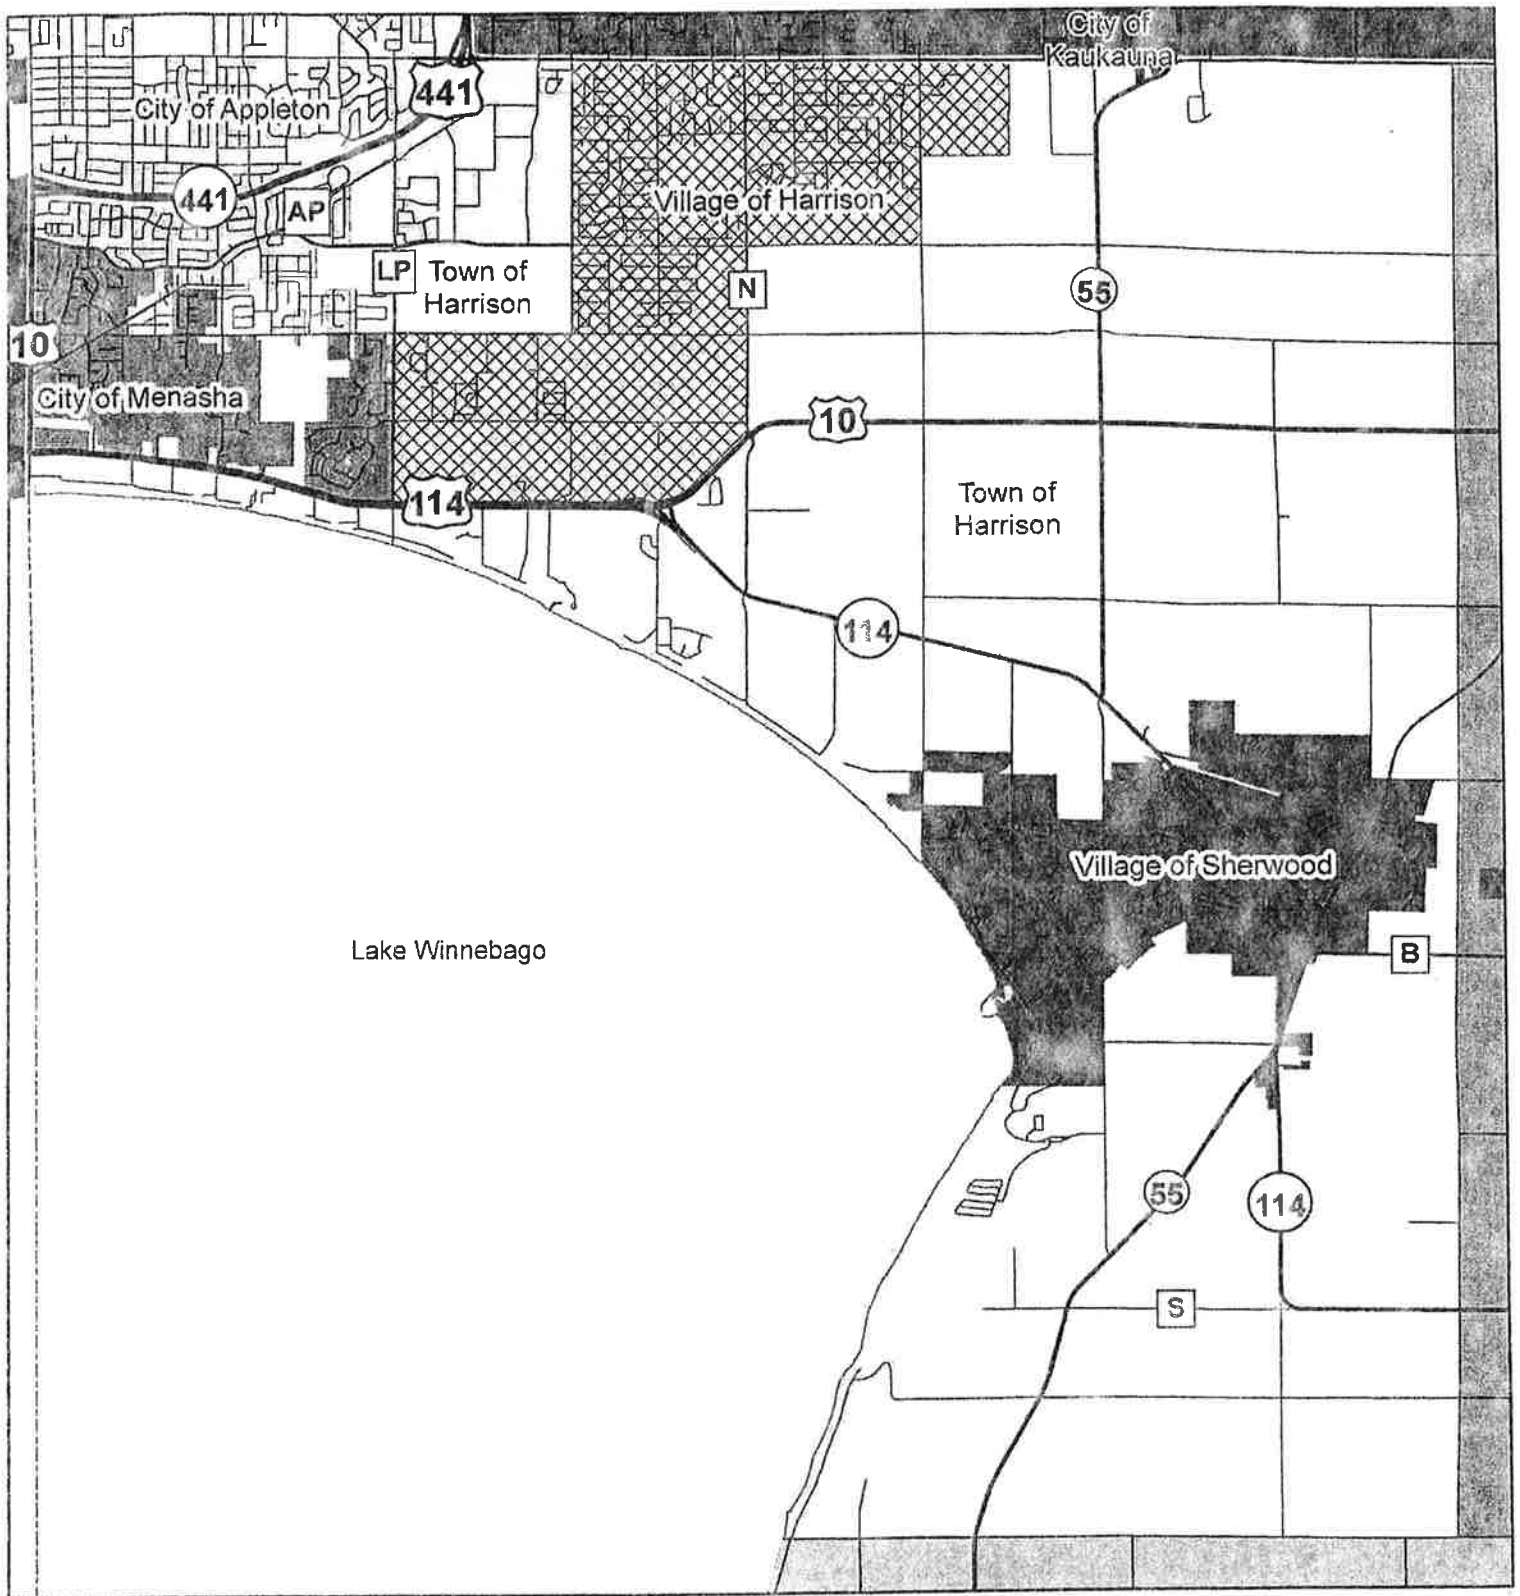 City of
Kaukauna
441
City of Appleton
441
AP
Village of Harrison
LP
Town of
Harrison
N
55
10
City of Menasha
10
114
Town of
Harrison
114
Village of Sherwood
Lake Winnebago
B
55
114
S